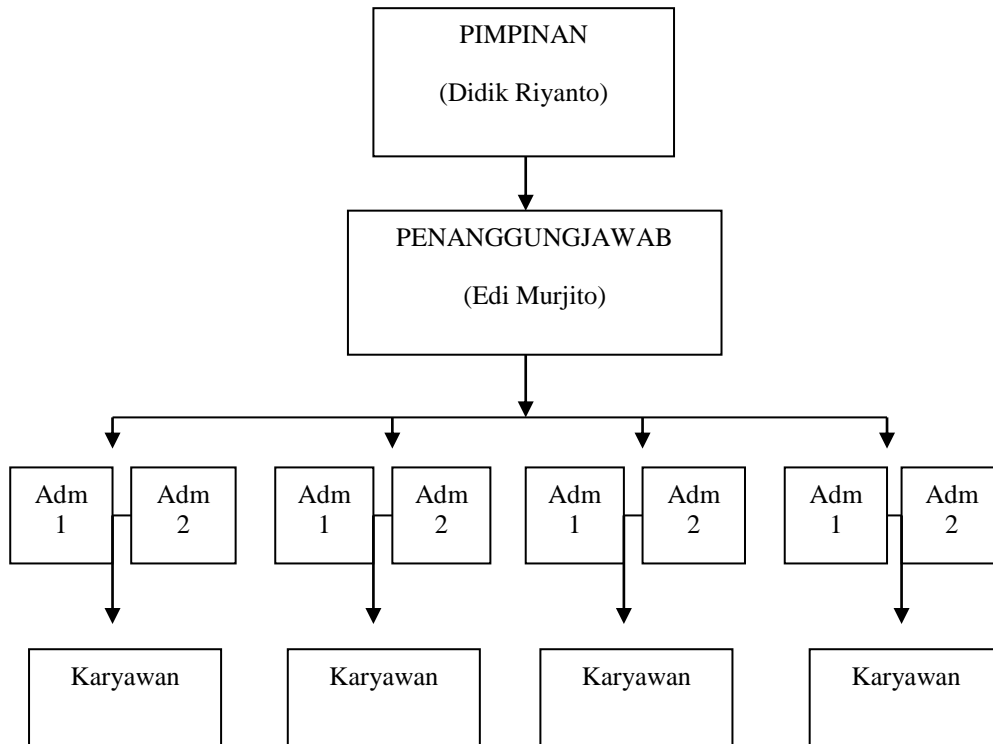 PIMPINAN
(Didik Riyanto)
PENANGGUNGJAWAB
(Edi Murjito)
Adm
1
Adm
2
Adm
1
Adm
2
Adm
1
Adm
2
Adm
1
Adm
2
Karyawan
Karyawan
Karyawan
Karyawan